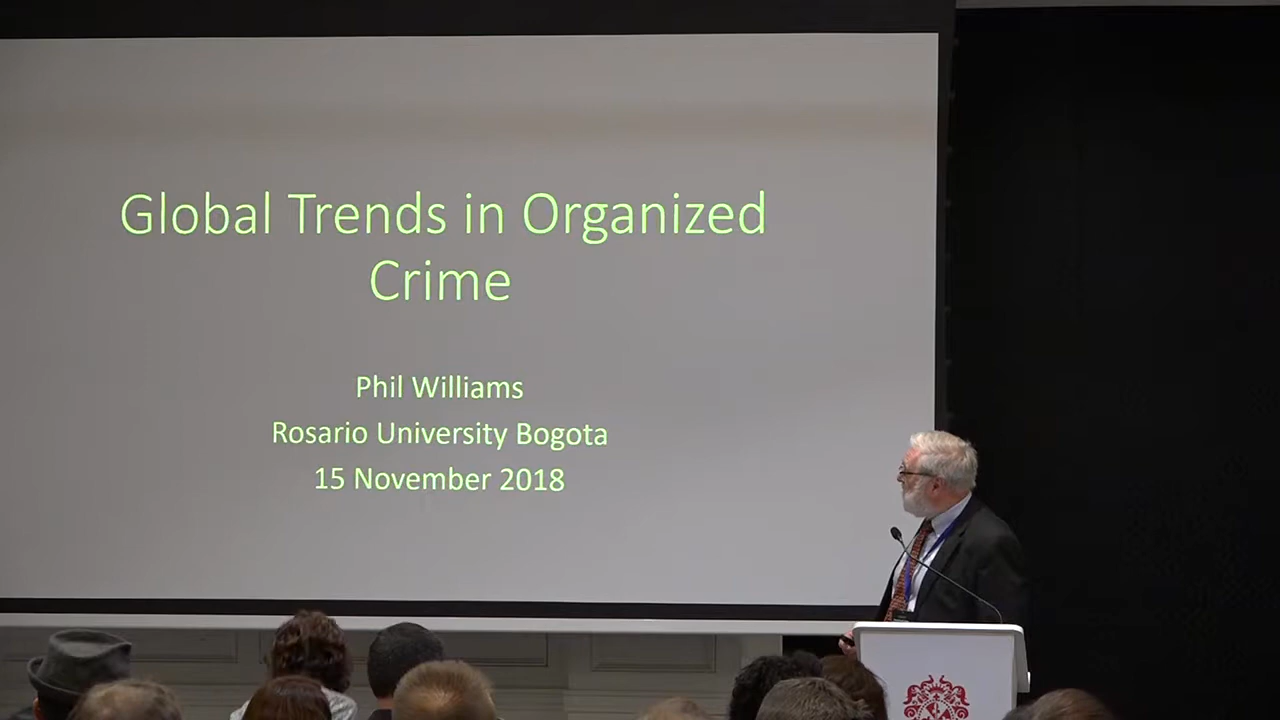 Global Trends in Organized
Crime
Phil Williams
Rosario University Bogota
15 November 2018